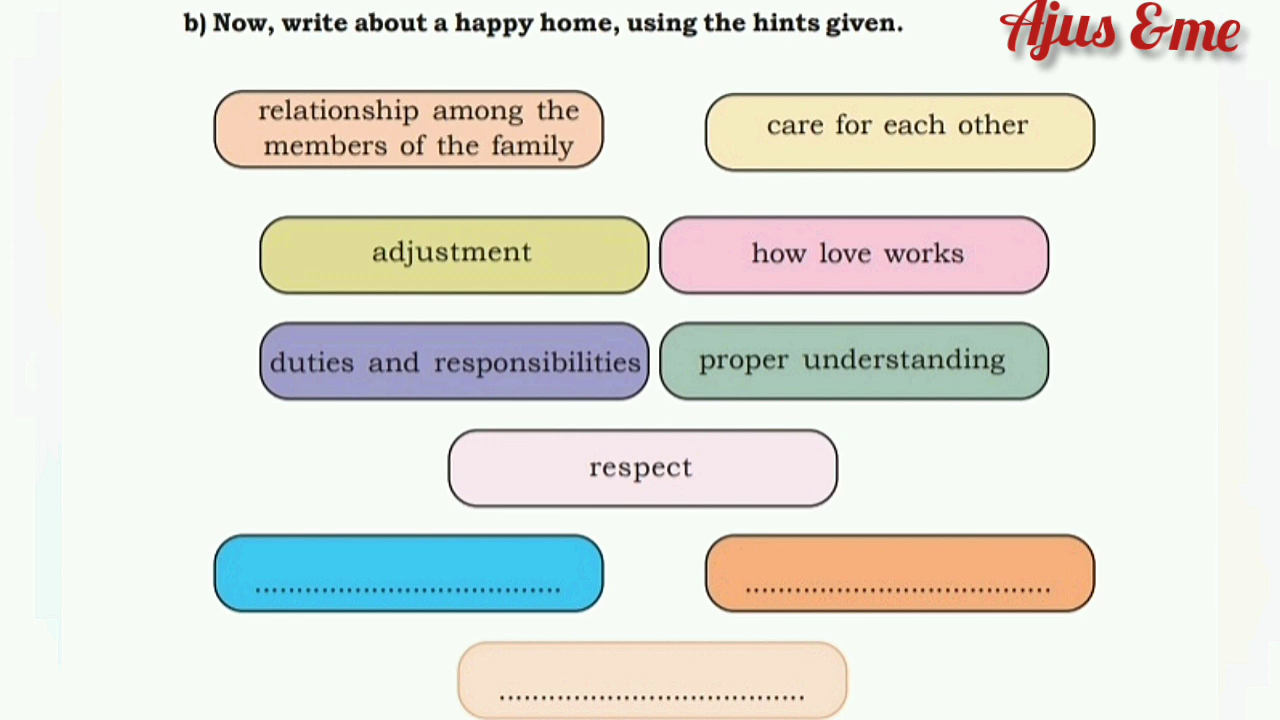 b) Now, write about a happy home, using the hints given.
Ajus &me
relationship among the
members of the family
care for each other
adjustment
how love works
duties and responsibilities
proper understanding
respect
.....................................
.....................................
.....................................